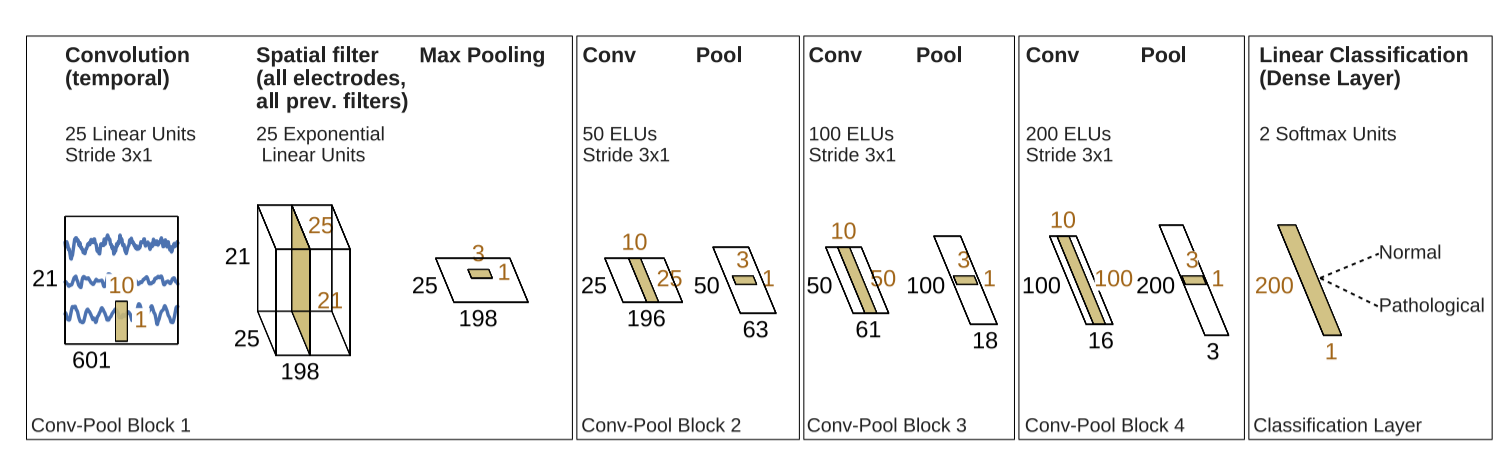 Convolution
(temporal)
25 Linear Units
Stride 3x1
21
10
1
601
Spatial filter
(all electrodes,
all prev. filters)
25 Exponential
Linear Units
25
21
21
25
198
Max Pooling
3
1
25
198
Conv-Pool Block 1
Conv Pool
50 ELUs
Stride 3x1
10
25
25
196
3
1
50
63
Conv-Pool Block 2
Conv Pool
100 ELUs
Stride 3x1
10
50
50
61
3
1
100
18
Conv-Pool Block 3
Conv Pool
200 ELUs
Stride 3x1
10
100
100
16
3
1
200
3
Conv-Pool Block 4
Linear Classification
(Dense Layer)
2 Softmax Units
Normal
200
Pathological
1
Classification Layer